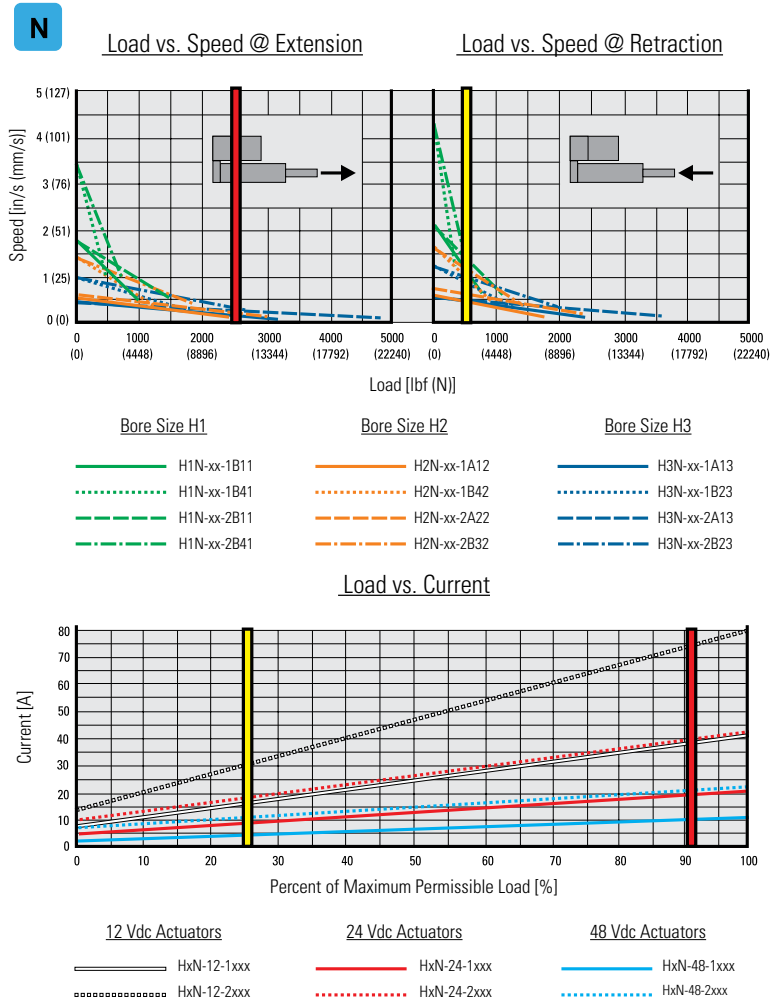 N
Load vs. Speed @ Extension
Load vs. Speed @ Retraction
Speed [in/s (mm/s)]
5 (127)
4 (101)
3 (76)
2 (51)
1 (25)
0 (0)
0 1000 2000 3000 4000 5000
(0) (4448) (8896) (13344) (17792) (22240)
0 1000 2000 3000 4000 5000
(0) (4448) (8896) (13344) (17792) (22240)
Load [lbf (N)]
Bore Size H1
H1N-xx-1B11
H1N-xx-1B41
H1N-xx-2B11
H1N-xx-2B41
Bore Size H2
H2N-xx-1A12
H2N-xx-1B42
H2N-xx-2A22
H2N-xx-2B32
Bore Size H3
H3N-xx-1A13
H3N-xx-1B23
H3N-xx-2A13
H3N-xx-2B23
Load vs. Current
Current [A]
80
70
60
50
40
30
20
10
0
0 10 20 30 40 50 60 70 80 90 100
Percent of Maximum Permissible Load [%]
12 Vdc Actuators
HxN-12-1xxx
HxN-12-2xxx
24 Vdc Actuators
HxN-24-1xxx
HxN-24-2xxx
48 Vdc Actuators
HxN-48-1xxx
HxN-48-2xxx